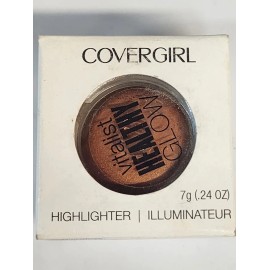 COVERGIRL
vitalist
HEALTHY
GLOW
7g (.24 OZ)
HIGHLIGHTER | ILLUMINATEUR